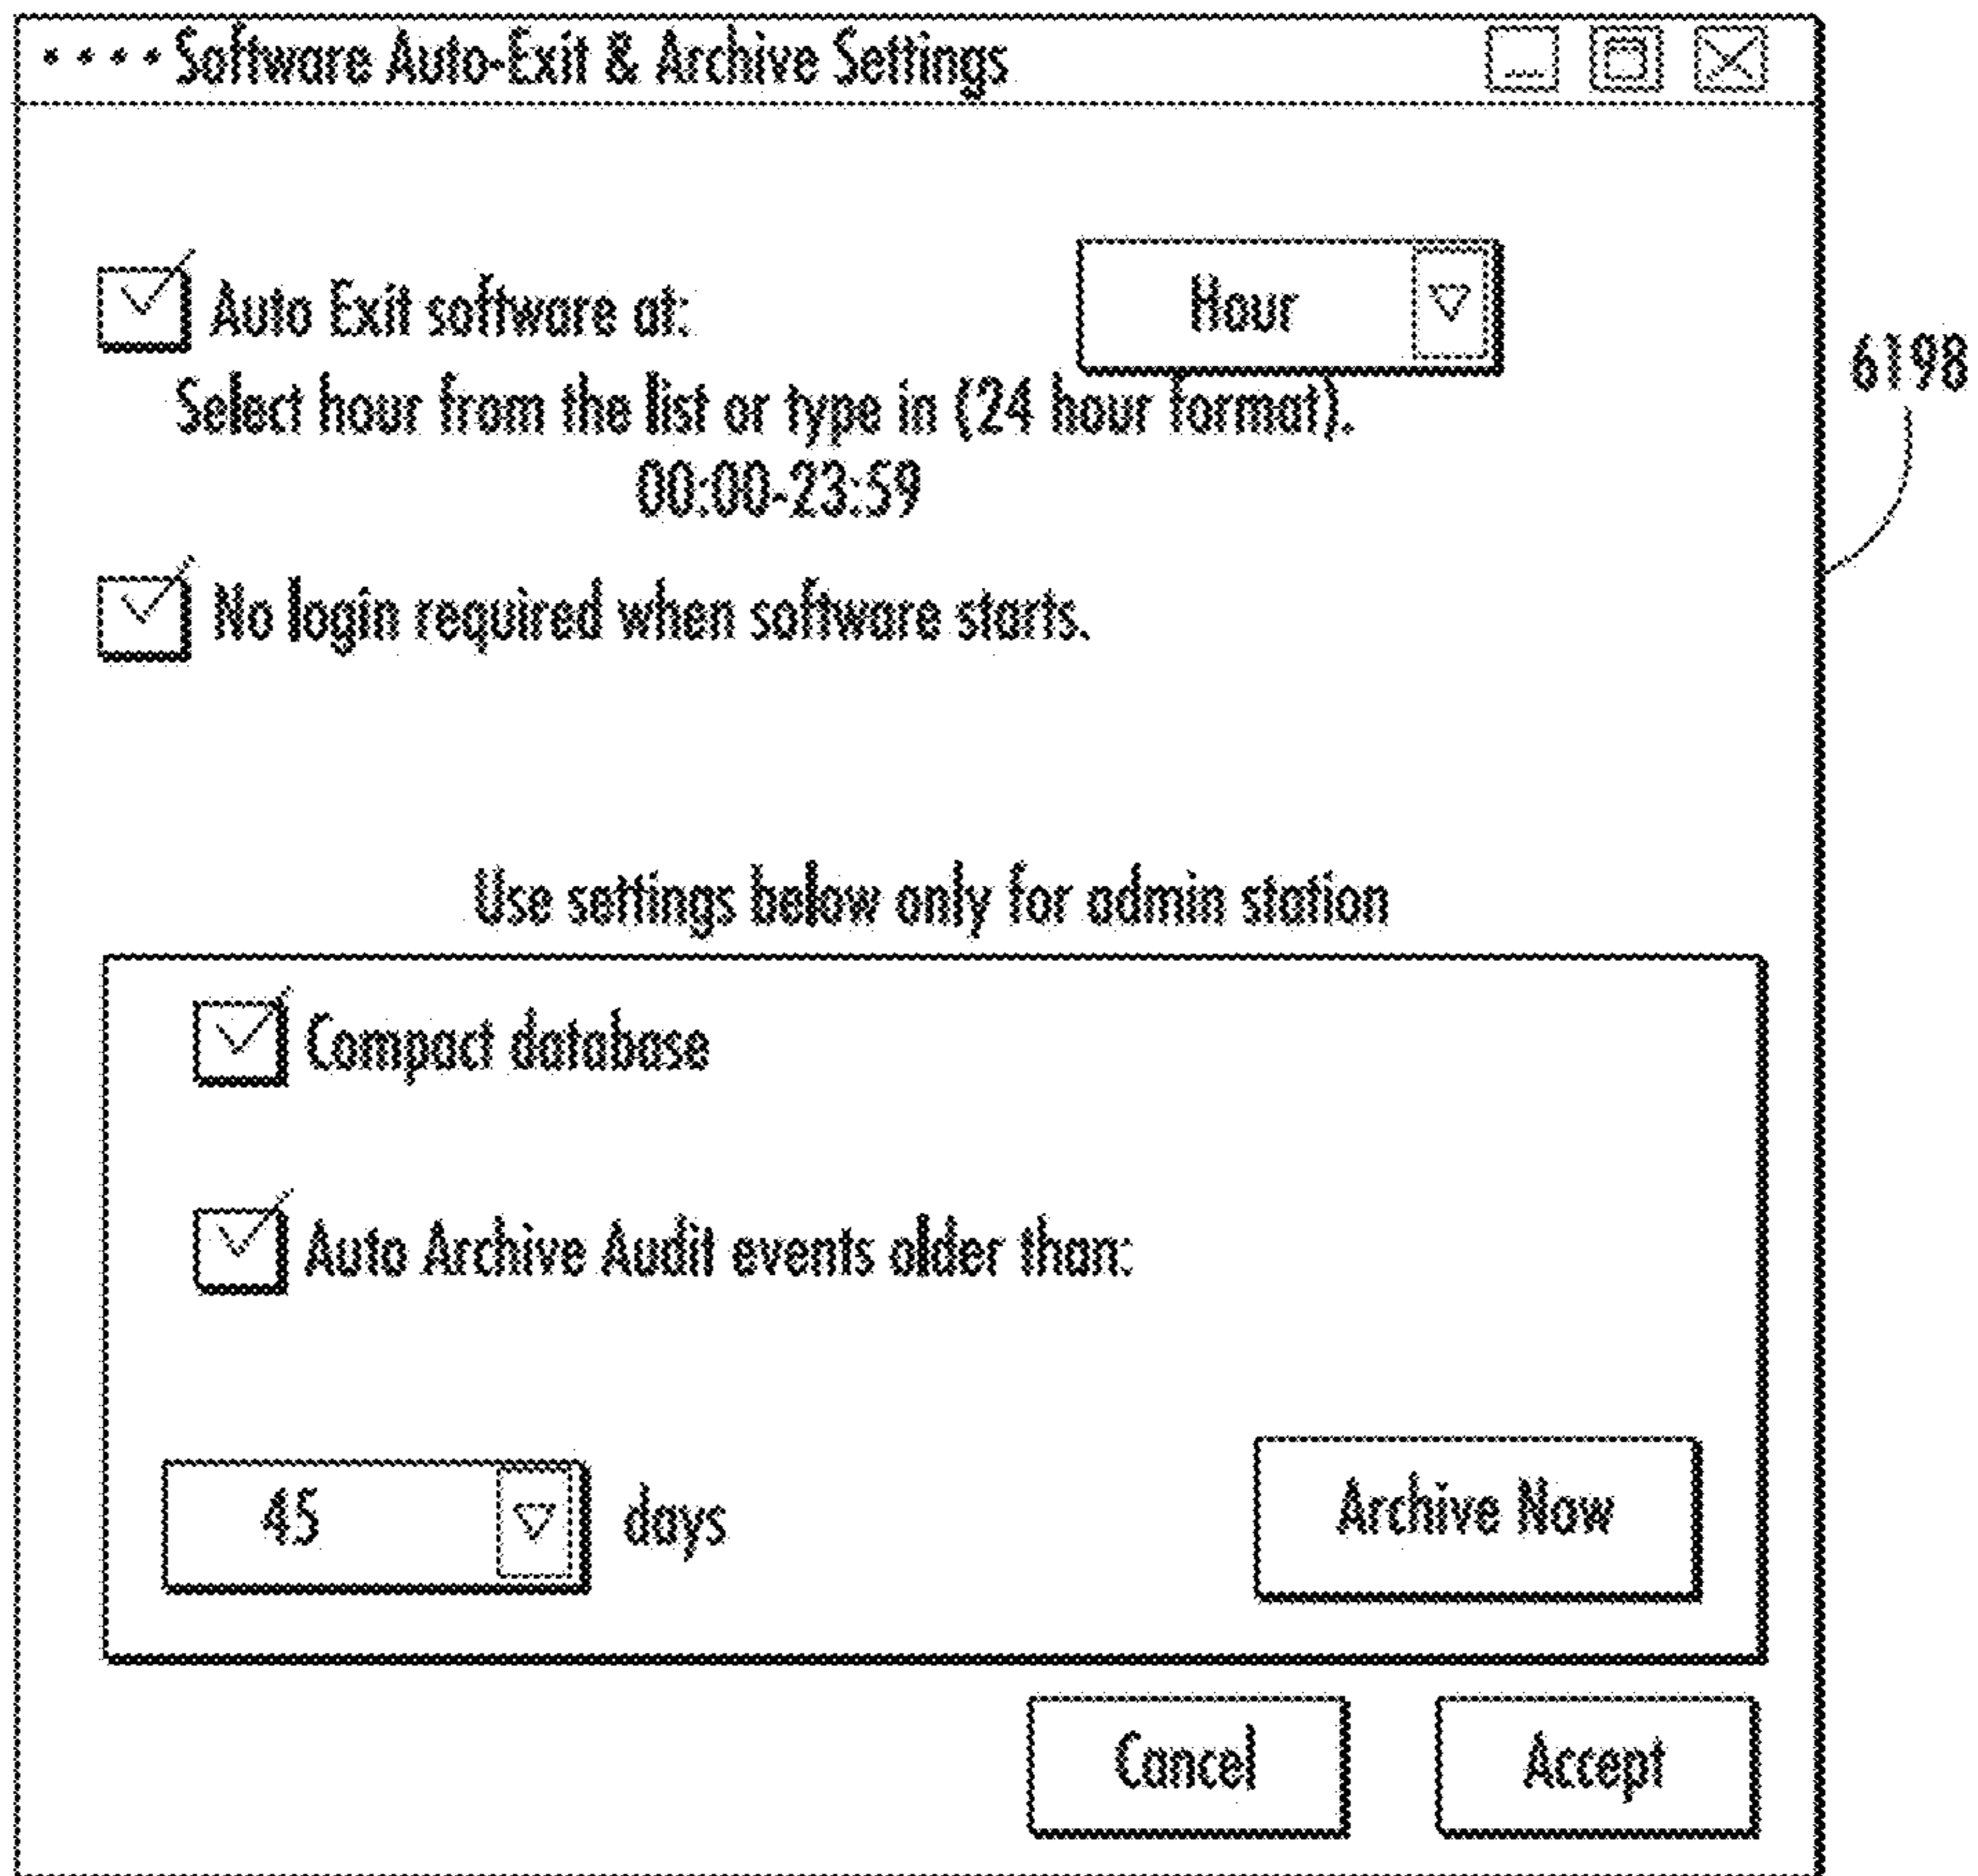 Software Auto-Exit & Archive Settings
Auto Exit software at:
Hour
6198
Select hour from the list or type in (24 hour format).
00:00-23:59
No login required when software starts.
Use settings below only for admin station
Compact database
Auto Archive Audit events older than:
45
days
Archive Now
Cancel
Accept